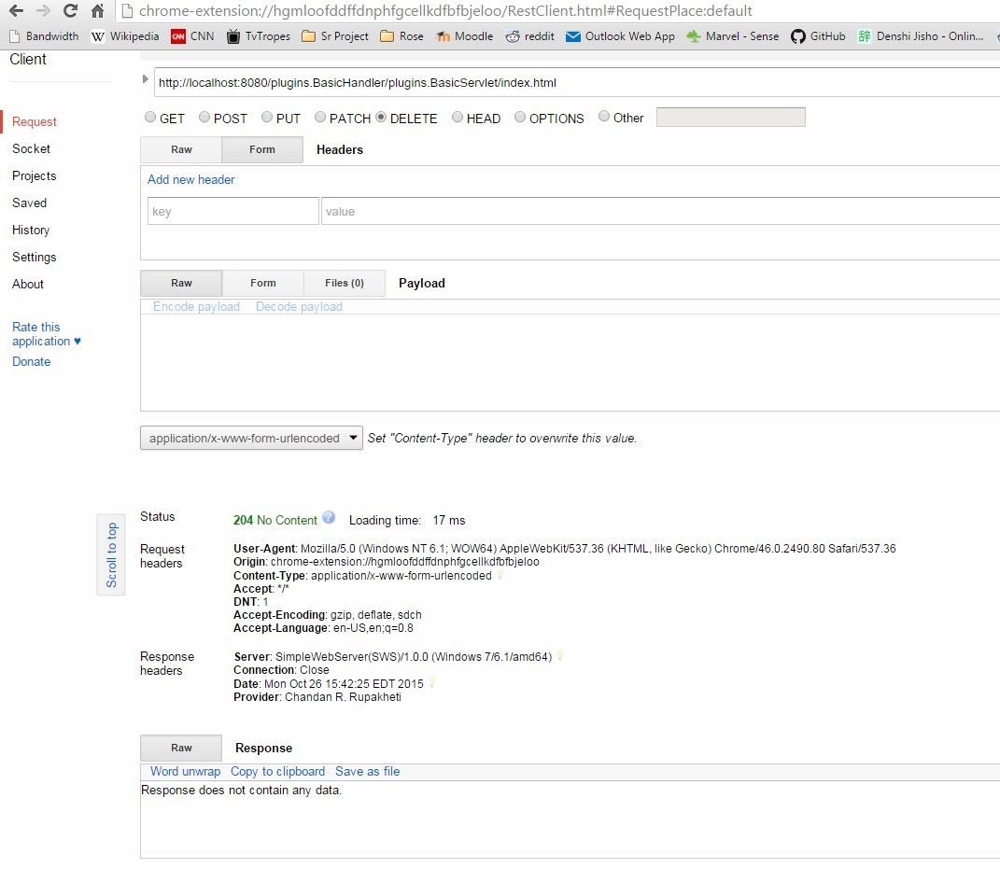 chrome-extension://hgmloofddffdnphfgcellkdfbfbjeloo/RestClient.html#RequestPlace:default
Bandwidth W Wikipedia CNN CNN TvTropes Sr Project Rose Moodle reddit Outlook Web App Marvel - Sense GitHub 辞 Denshi Jisho - Onlin...
Client
http://localhost:8080/plugins.BasicHandler/plugins.BasicServlet/index.html
GET POST PUT PATCH DELETE HEAD OPTIONS Other
Request
Socket
Projects
Saved
History
Settings
About
Rate this
application ♥
Donate
Raw Form Headers
Add new header
key value
Raw Form Files (0) Payload
Encode payload Decode payload
application/x-www-form-urlencoded Set "Content-Type" header to overwrite this value.
Scroll to top
Status 204 No Content ? Loading time: 17 ms
Request
headers
User-Agent: Mozilla/5.0 (Windows NT 6.1; WOW64) AppleWebKit/537.36 (KHTML, like Gecko) Chrome/46.0.2490.80 Safari/537.36
Origin: chrome-extension://hgmloofddffdnphfgcellkdfbfbjeloo
Content-Type: application/x-www-form-urlencoded
Accept: */*
DNT: 1
Accept-Encoding: gzip, deflate, sdch
Accept-Language: en-US,en;q=0.8
Response
headers
Server: SimpleWebServer(SWS)/1.0.0 (Windows 7/6.1/amd64)
Connection: Close
Date: Mon Oct 26 15:42:25 EDT 2015
Provider: Chandan R. Rupakheti
Raw Response
Word unwrap Copy to clipboard Save as file
Response does not contain any data.